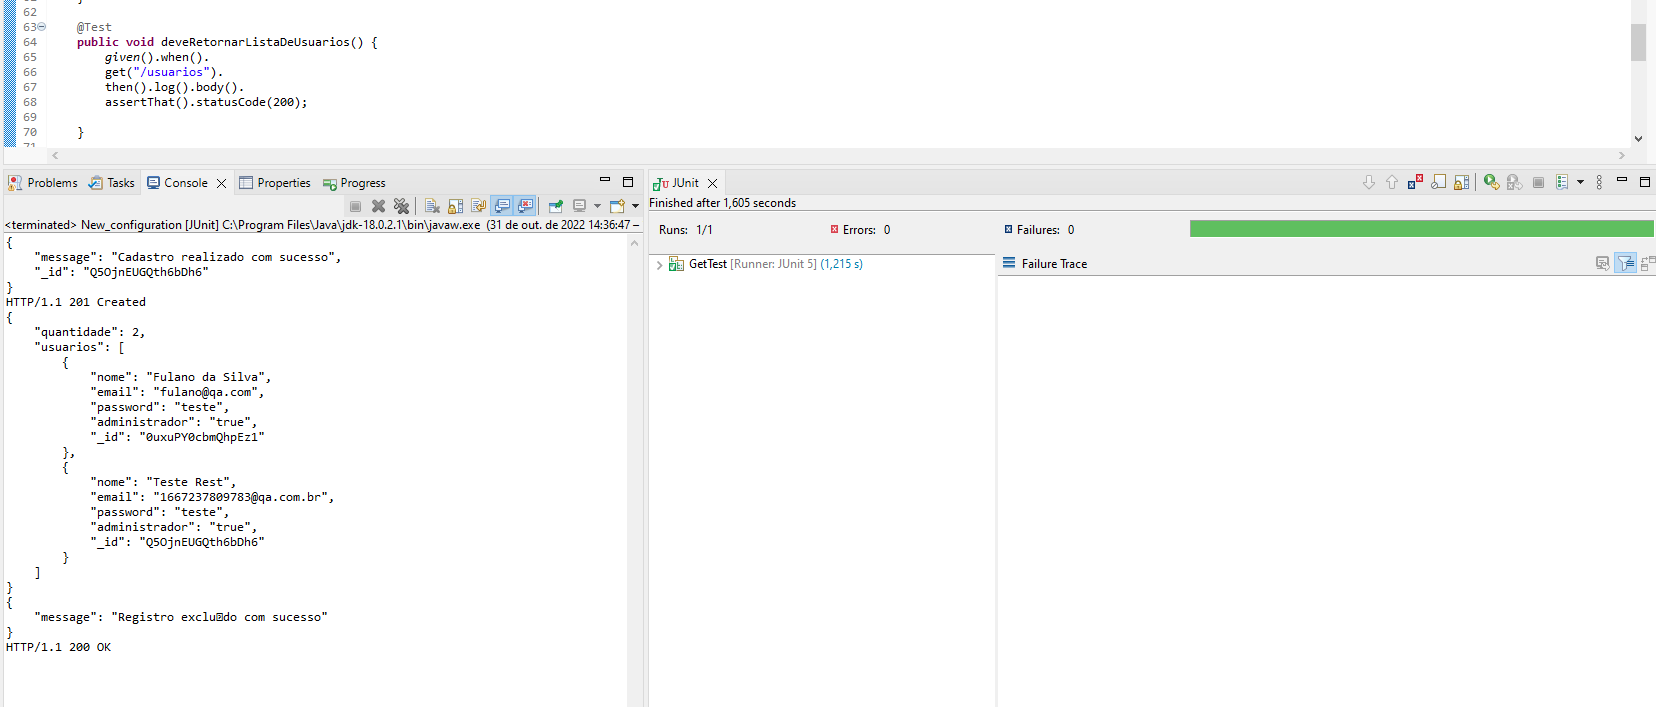 62
63 @Test
64 public void deveRetornarListaDeUsuarios() {
65 given().when().
66 get("/usuarios").
67 then().log().body().
68 assertThat().statusCode(200);
69
70 }
71
Problems Tasks Console Properties Progress
<terminated> New_configuration [JUnit] C:\Program Files\Java\jdk-18.0.2.1\bin\javaw.exe (31 de out. de 2022 14:36:47 –
{
"message": "Cadastro realizado com sucesso",
"_id": "Q5OjnEUGQth6bDh6"
}
HTTP/1.1 201 Created
{
"quantidade": 2,
"usuarios": [
{
"nome": "Fulano da Silva",
"email": "fulano@qa.com",
"password": "teste",
"administrador": "true",
"_id": "0uxuPY0cbmQhpEz1"
},
{
"nome": "Teste Rest",
"email": "1667237809783@qa.com.br",
"password": "teste",
"administrador": "true",
"_id": "Q5OjnEUGQth6bDh6"
}
]
}
{
"message": "Registro exclu�do com sucesso"
}
HTTP/1.1 200 OK
JUnit
Finished after 1,605 seconds
Runs: 1/1 Errors: 0 Failures: 0
GetTest [Runner: JUnit 5] (1,215 s)
Failure Trace